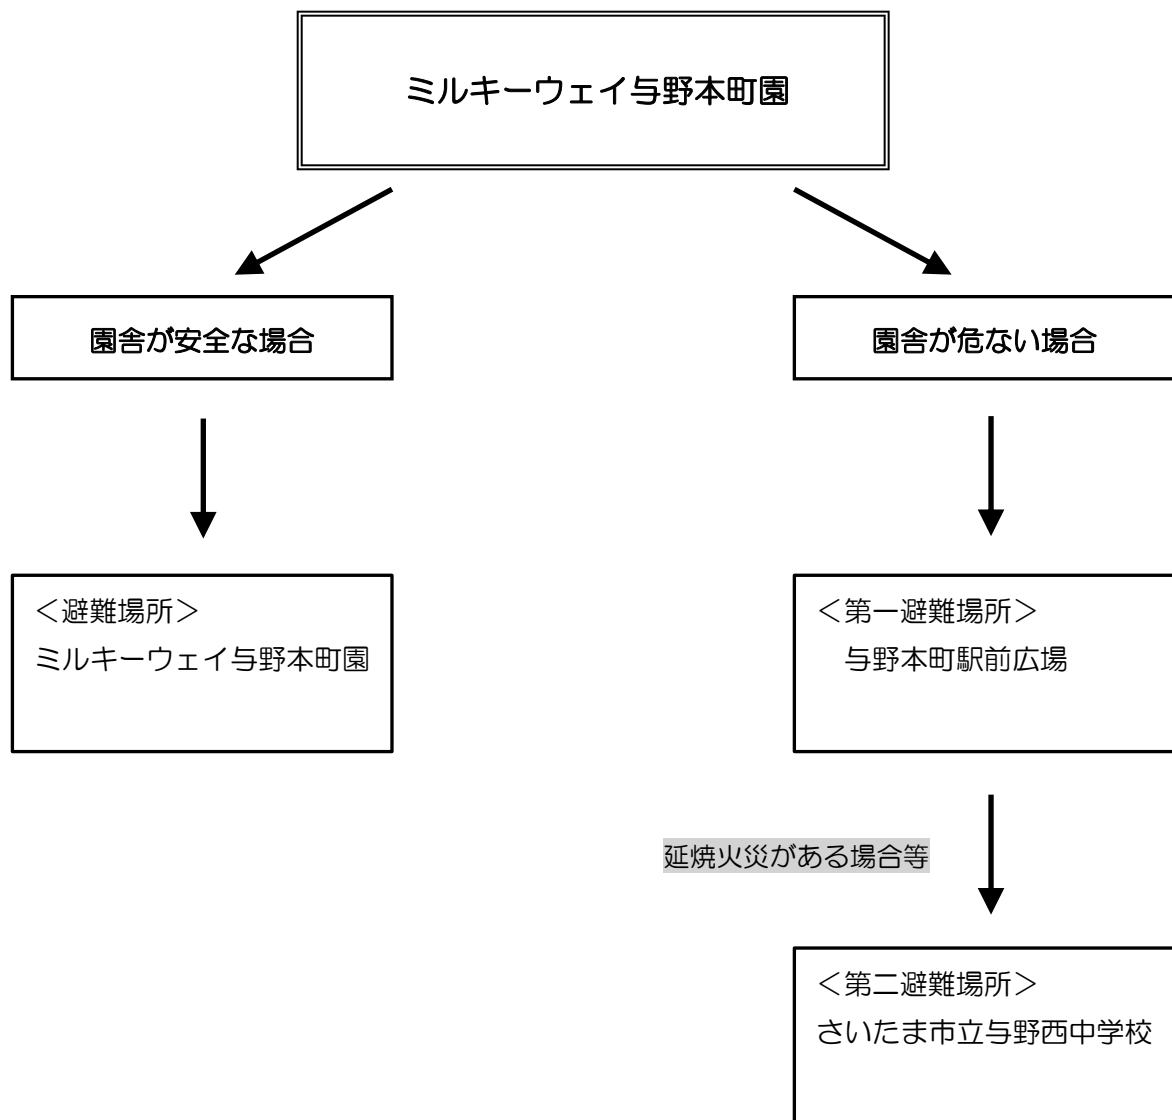 ミルキーウェイ与野本町園
園舎が安全な場合
園舎が危ない場合
＜避難場所＞
ミルキーウェイ与野本町園
＜第一避難場所＞
与野本町駅前広場
延焼火災がある場合等
＜第二避難場所＞
さいたま市立与野西中学校